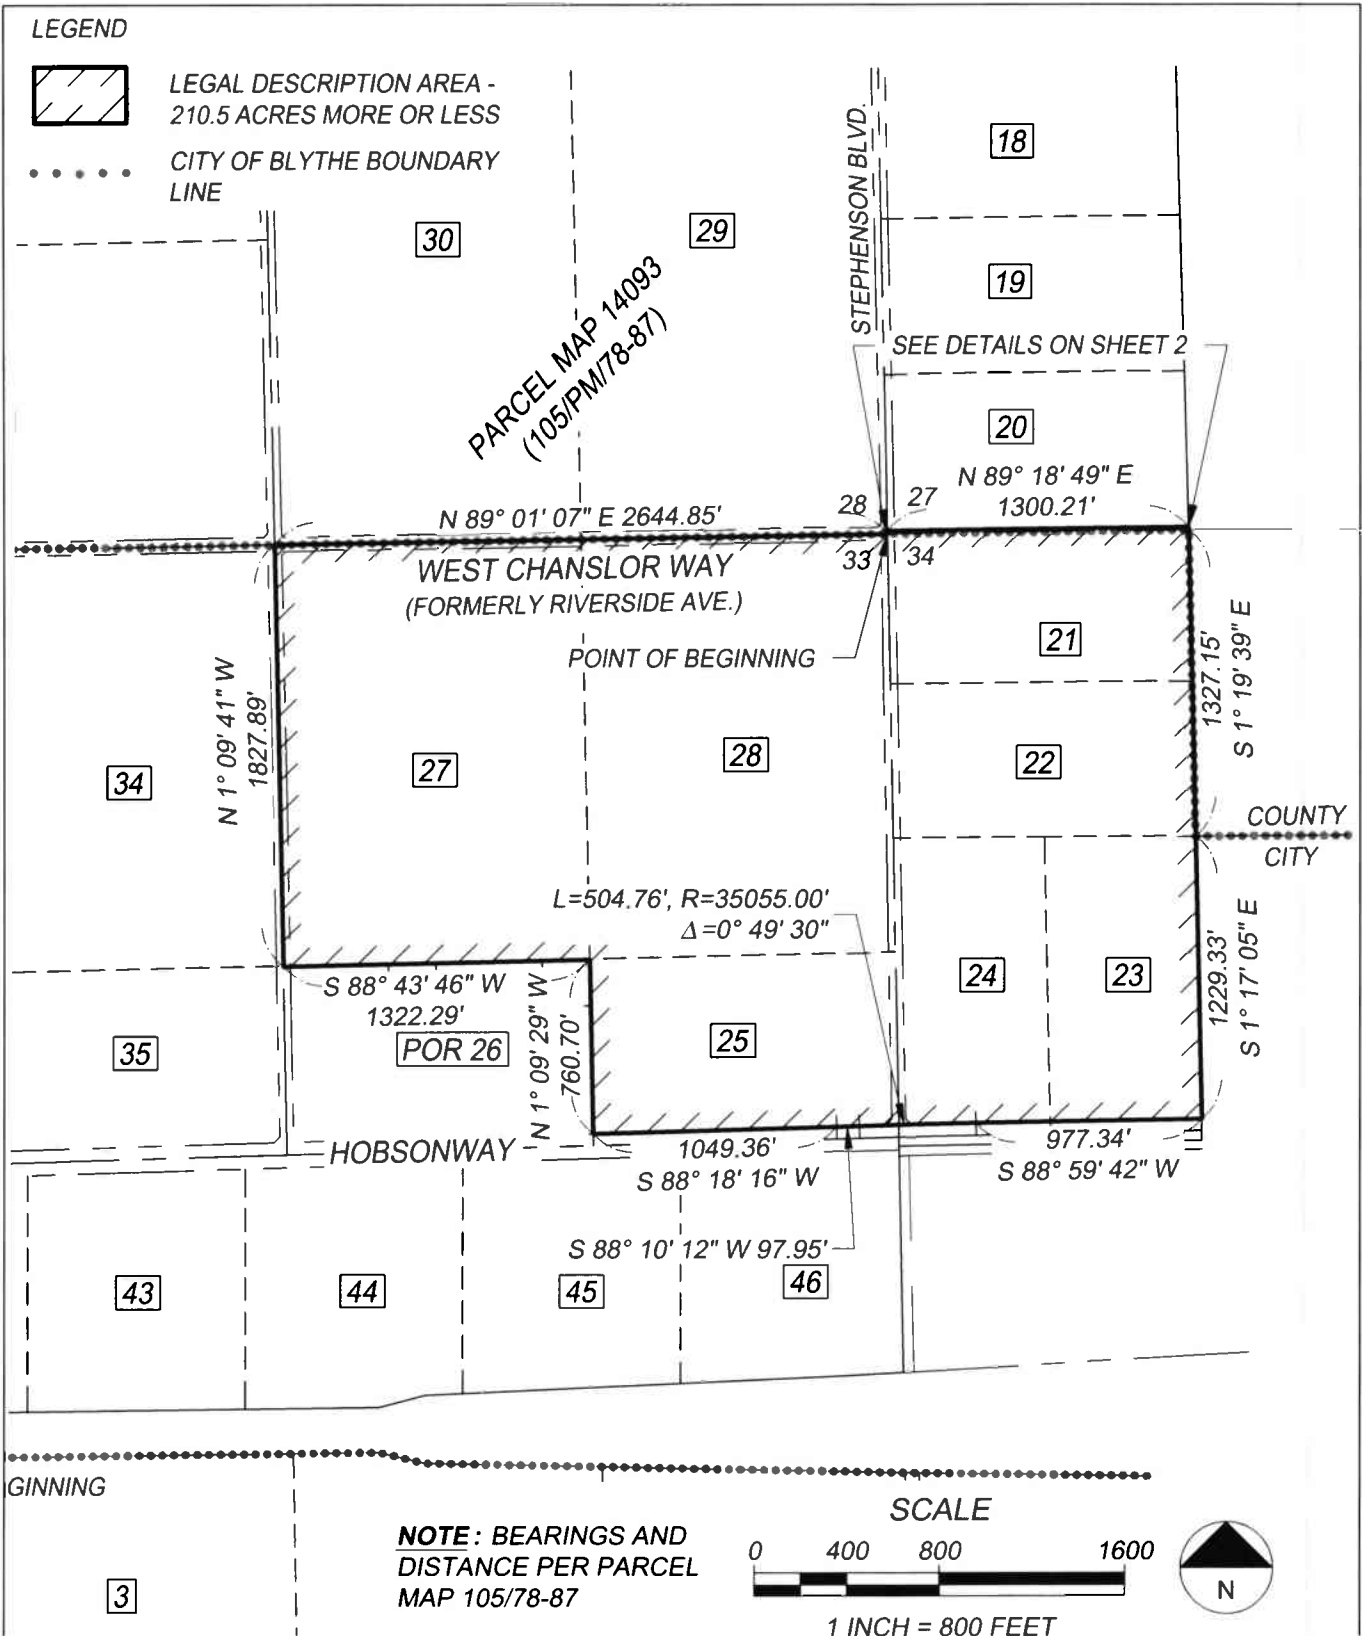 LEGEND
LEGAL DESCRIPTION AREA -
210.5 ACRES MORE OR LESS
CITY OF BLYTHE BOUNDARY
LINE
STEPHENSON BLVD.
18
30
29
19
PARCEL MAP 14093
(105/PM/78-87)
SEE DETAILS ON SHEET 2
20
N 89° 18' 49" E
1300.21'
28
27
N 89° 01' 07" E 2644.85'
33
34
WEST CHANSLOR WAY
(FORMERLY RIVERSIDE AVE.)
POINT OF BEGINNING
21
1327.15'
S 1° 19' 39" E
N 1° 09' 41" W
1827.89'
34
27
28
22
COUNTY
CITY
L=504.76', R=35055.00'
Δ=0° 49' 30"
24
23
1229.33'
S 1° 17' 05" E
S 88° 43' 46" W
1322.29'
N 1° 09' 29" W
760.70'
35
POR 26
25
HOBSONWAY
1049.36'
S 88° 18' 16" W
977.34'
S 88° 59' 42" W
S 88° 10' 12" W 97.95'
43
44
45
46
GINNING
3
NOTE: BEARINGS AND
DISTANCE PER PARCEL
MAP 105/78-87
SCALE
0 400 800 1600
1 INCH = 800 FEET
N